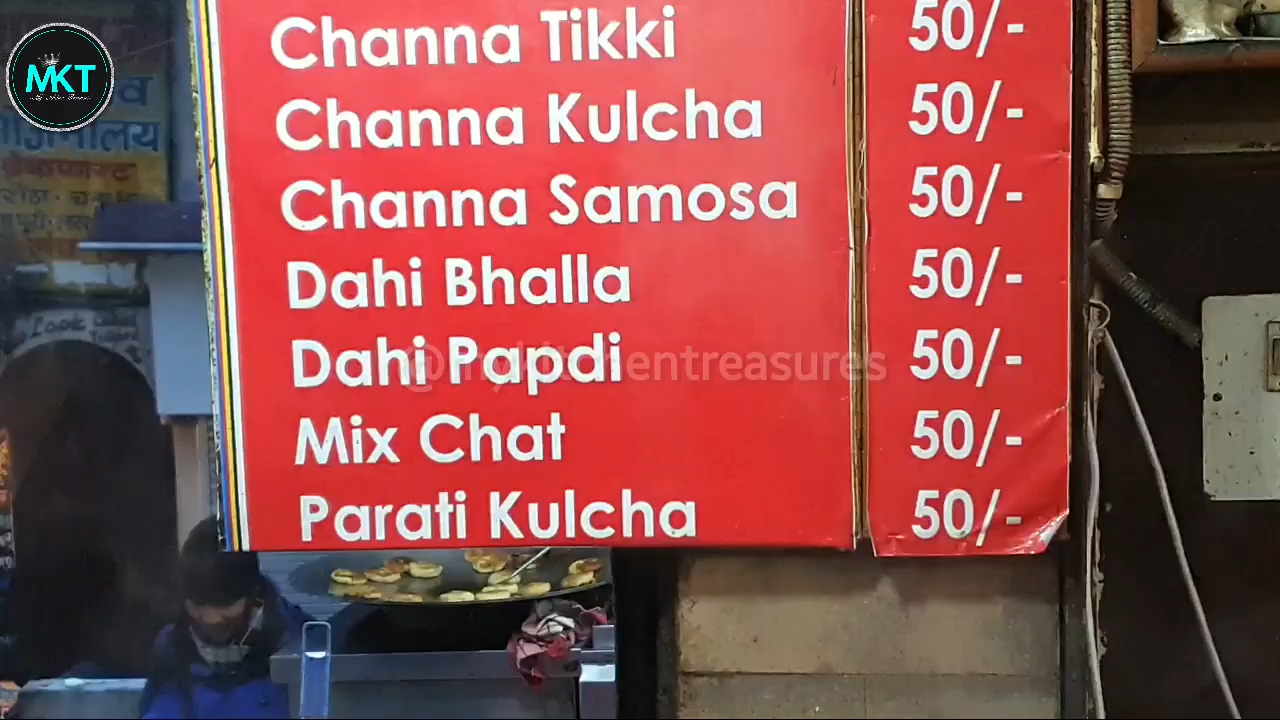 MKT
Channa Tikki 50/-
Channa Kulcha 50/-
Channa Samosa 50/-
Dahi Bhalla 50/-
Dahi Papdi 50/-
Mix Chat 50/-
Parati Kulcha 50/-
@mykitchentreasures